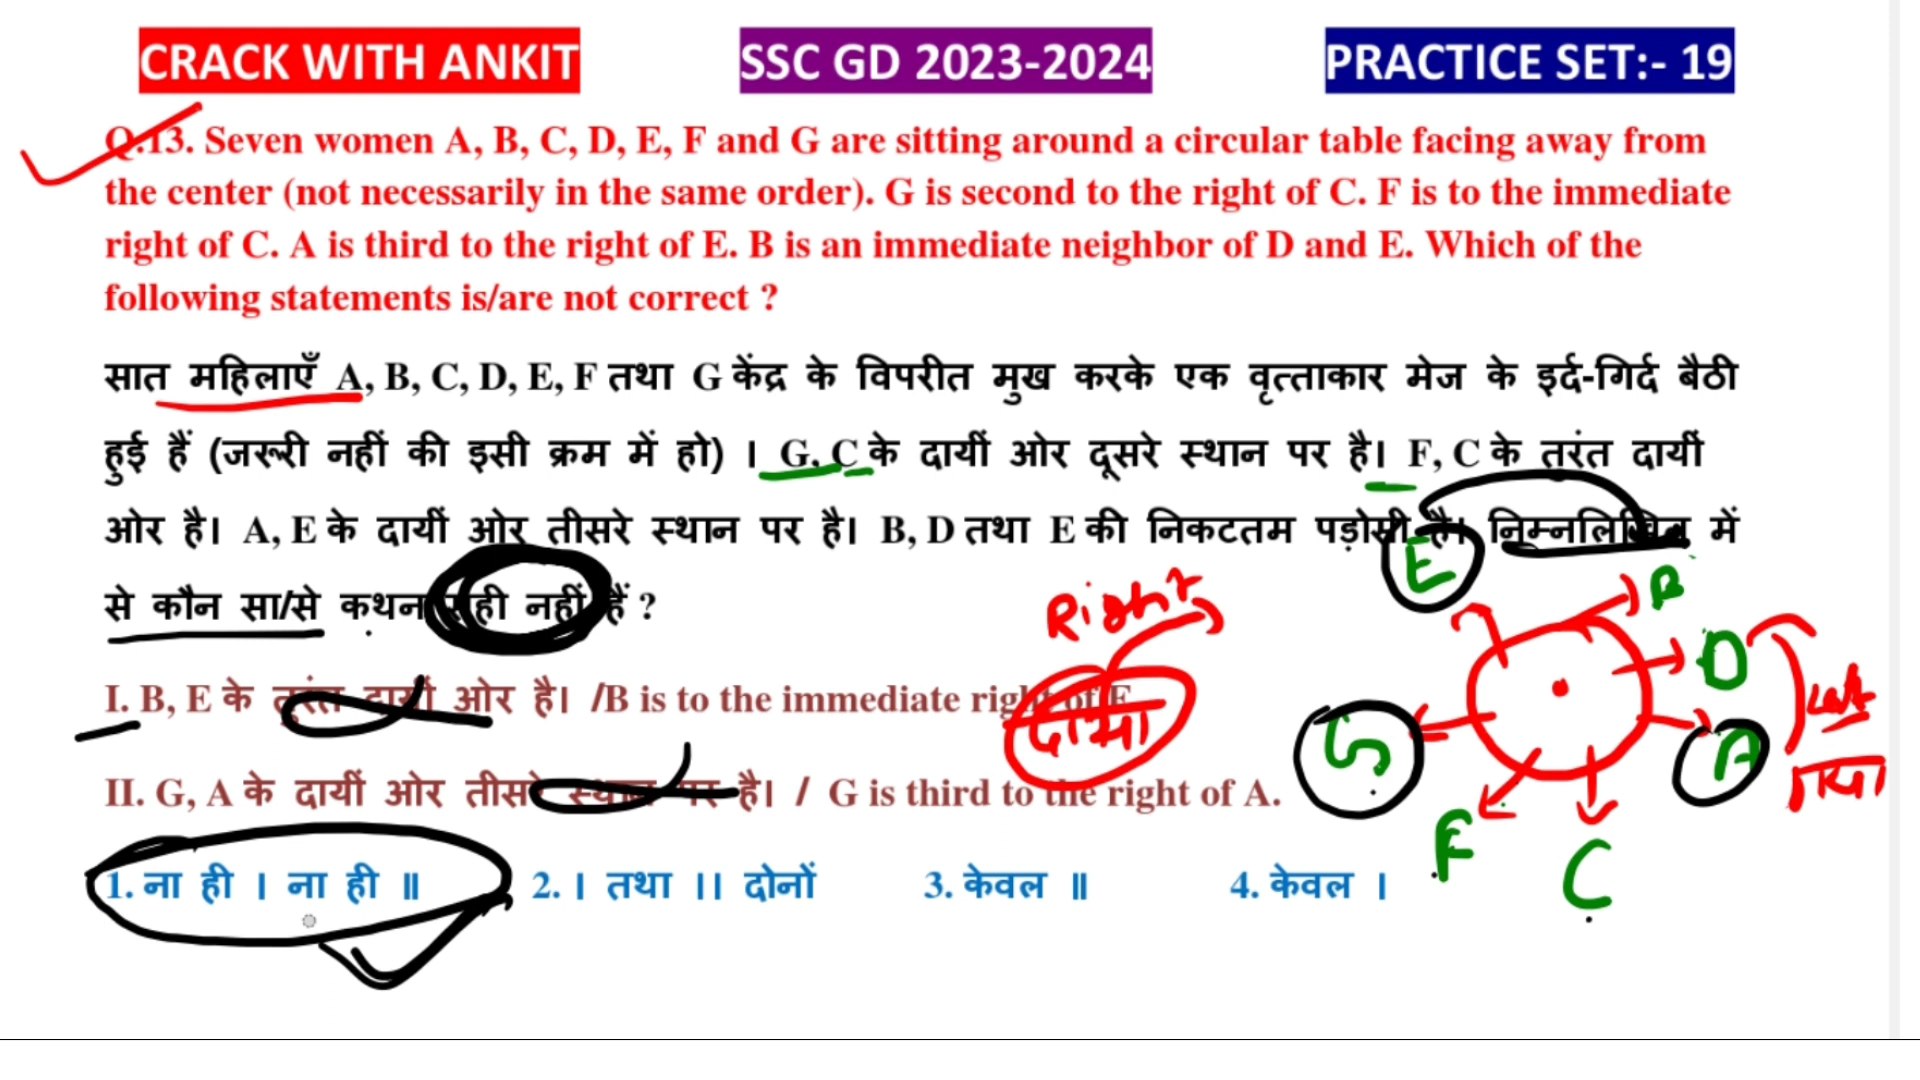 CRACK WITH ANKIT SSC GD 2023-2024 PRACTICE SET:- 19
Q.13. Seven women A, B, C, D, E, F and G are sitting around a circular table facing away from
the center (not necessarily in the same order). G is second to the right of C. F is to the immediate
right of C. A is third to the right of E. B is an immediate neighbor of D and E. Which of the
following statements is/are not correct ?
सात महिलाएँ A, B, C, D, E, F तथा G केंद्र के विपरीत मुख करके एक वृत्ताकार मेज के इर्द-गिर्द बैठी
हुई हैं (जरूरी नहीं की इसी क्रम में हो) । G, C के दायीं ओर दूसरे स्थान पर है। F, C के तुरंत दायीं
ओर है। A, E के दायीं ओर तीसरे स्थान पर है। B, D तथा E की निकटतम पड़ोसी है। निम्नलिखित में
से कौन सा/से कथन सही नहीं हैं ?
I. B, E के तुरंत दायीं ओर है। /B is to the immediate right of E
II. G, A के दायीं ओर तीसरे स्थान पर है। / G is third to the right of A.
1. ना ही I ना ही II 2. I तथा II दोनों 3. केवल II 4. केवल I
Right
दायां
E
B
D
A
G
F
C